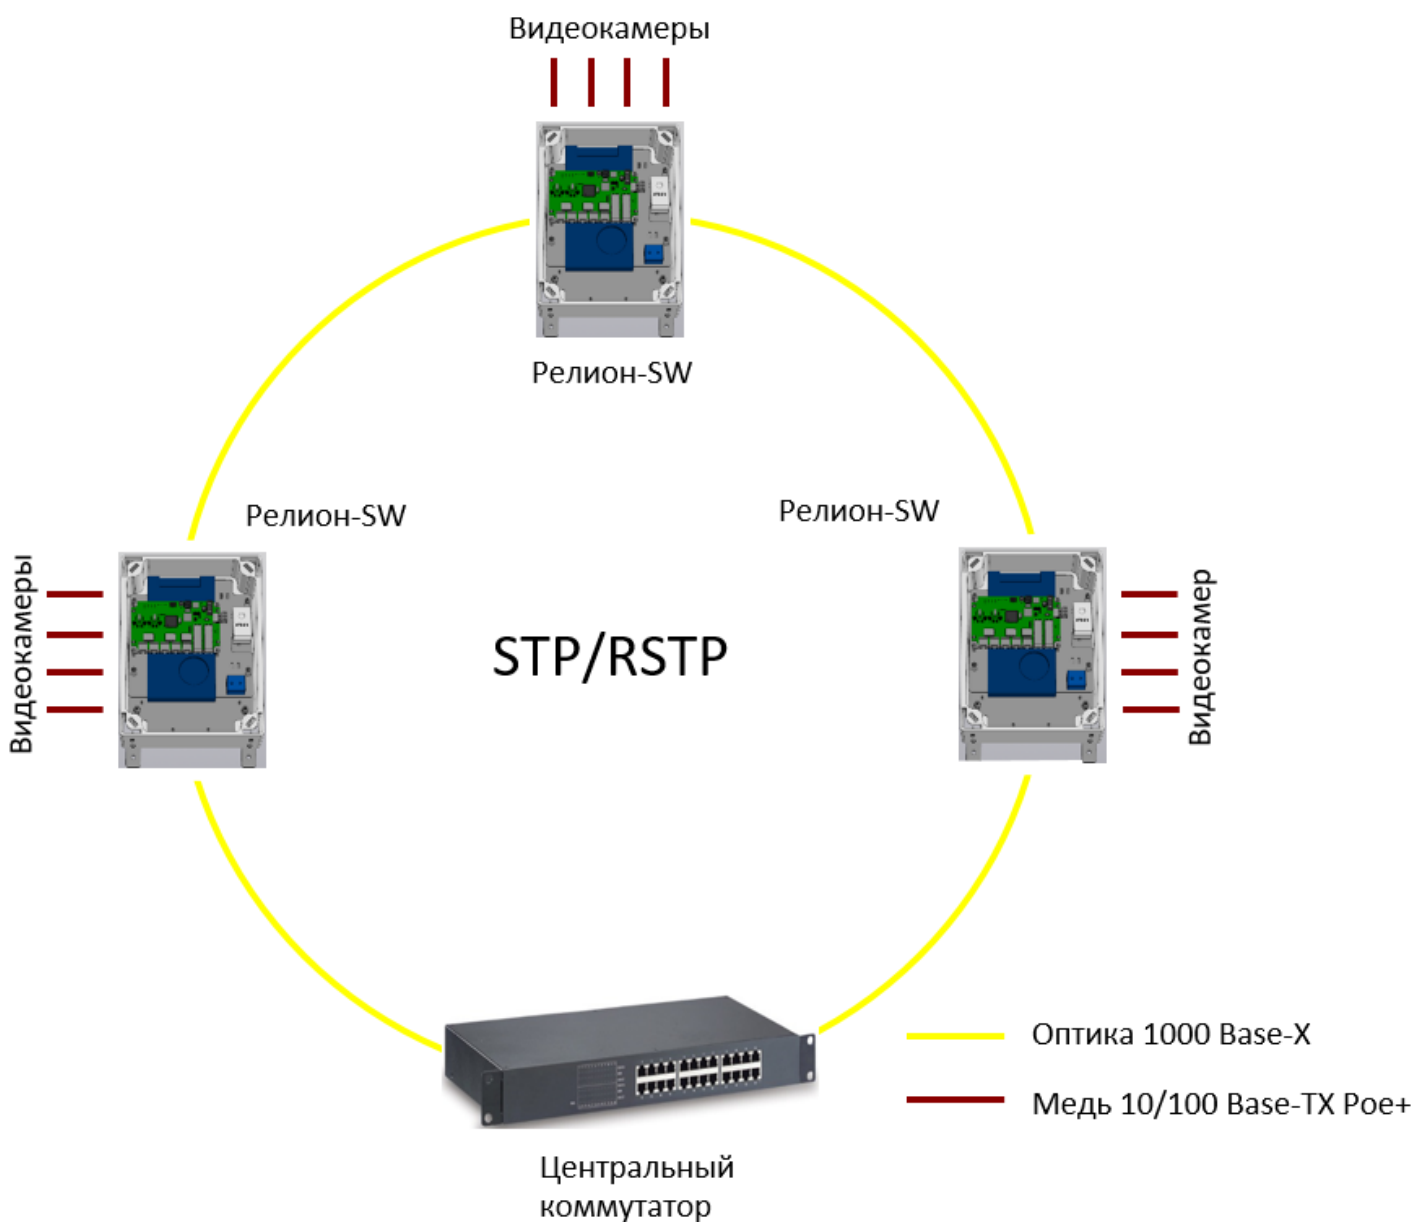 Видеокамеры
Релион-SW
Релион-SW
Релион-SW
Видеокамеры
STP/RSTP
Видеокамер
Оптика 1000 Base-X
Медь 10/100 Base-TX Poe+
Центральный
коммутатор